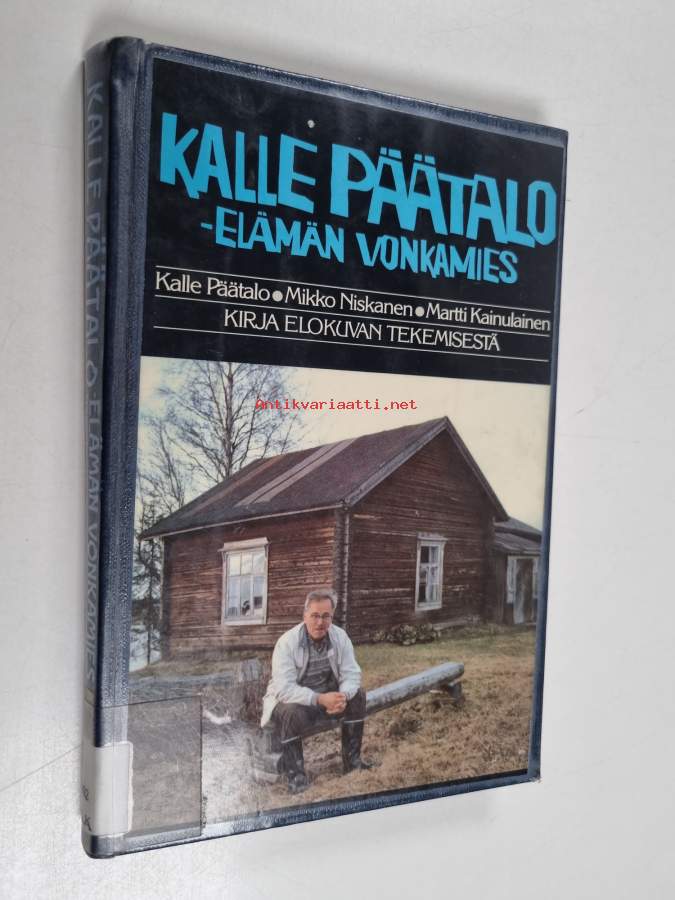 KALLE PÄÄTALO
-ELÄMÄN VONKAMIES
Kalle Päätalo ● Mikko Niskanen ● Martti Kainulainen
KIRJA ELOKUVAN TEKEMISESTÄ
Antikvariaatti.net
KALLE PÄÄTALO-ELÄMÄN VONKAMIES